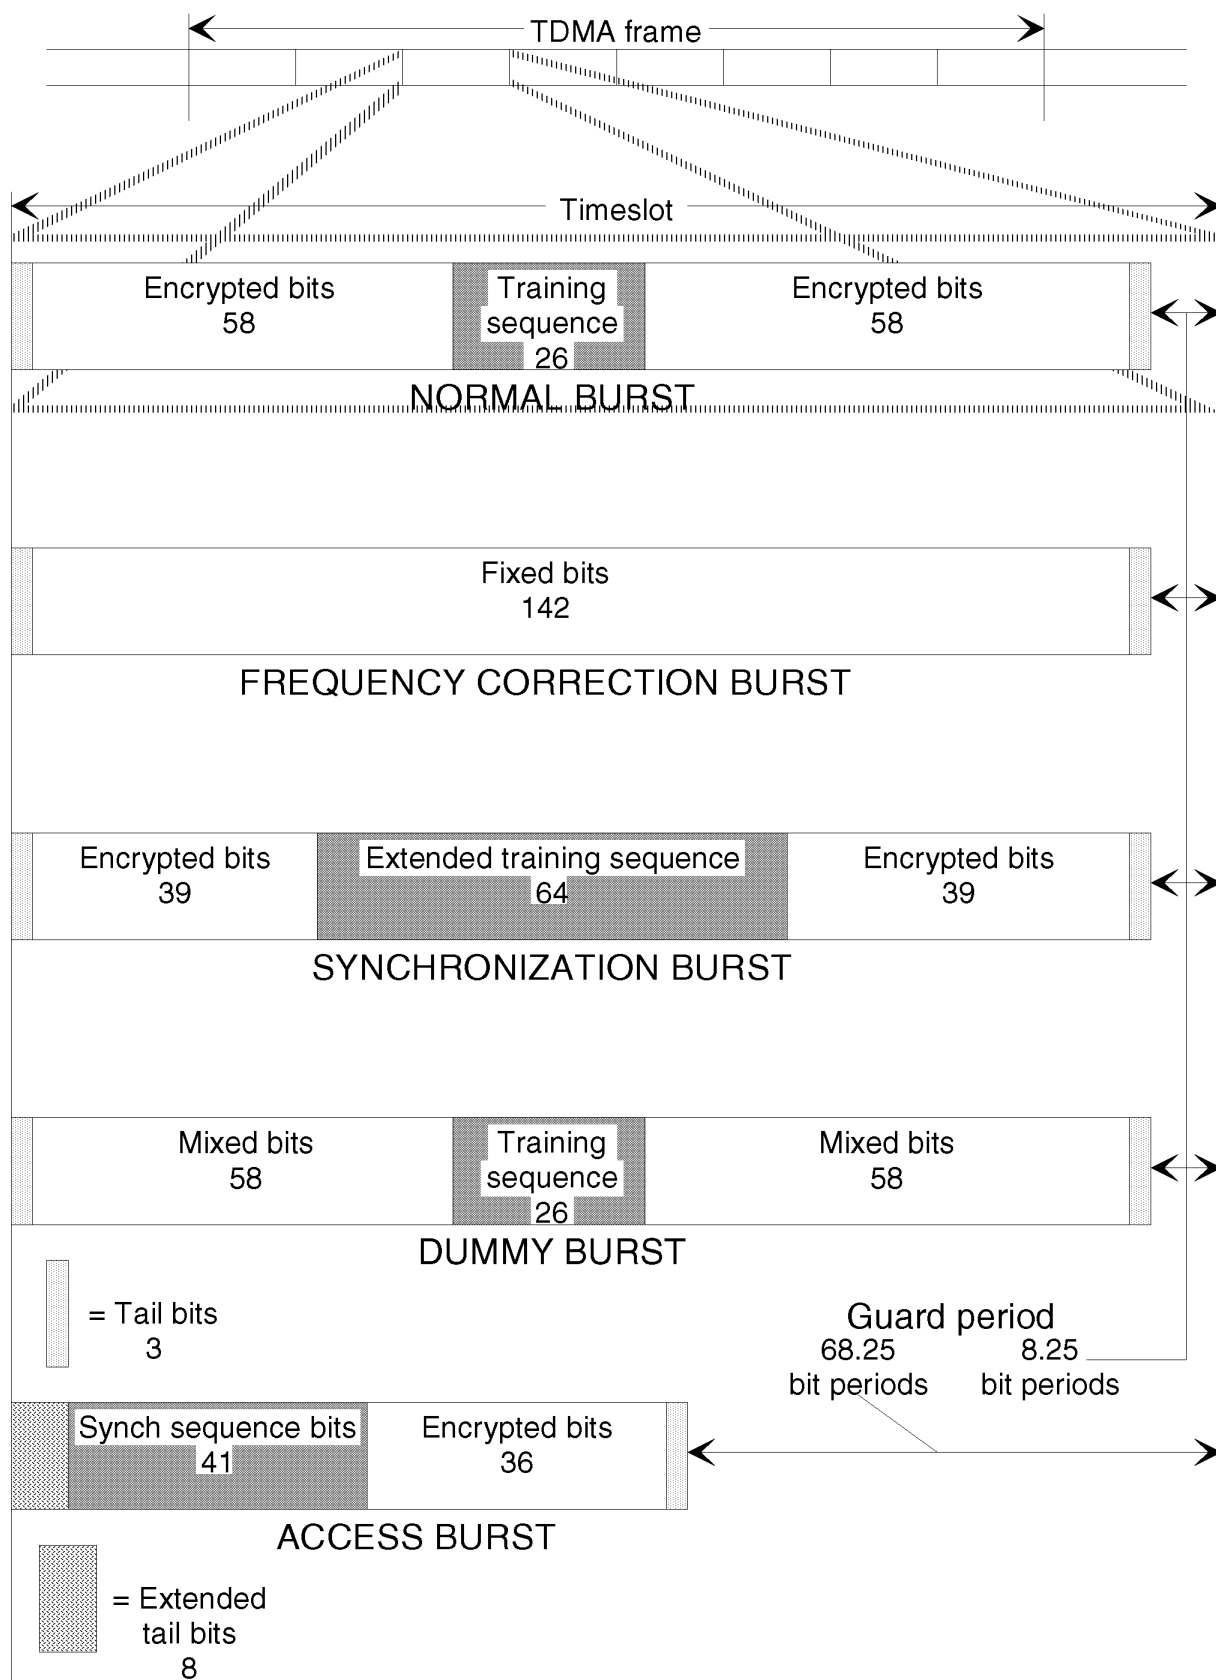 TDMA frame
Timeslot
Encrypted bits
58
Training
sequence
26
Encrypted bits
58
NORMAL BURST
Fixed bits
142
FREQUENCY CORRECTION BURST
Encrypted bits
39
Extended training sequence
64
Encrypted bits
39
SYNCHRONIZATION BURST
Mixed bits
58
Training
sequence
26
Mixed bits
58
DUMMY BURST
= Tail bits
3
Guard period
68.25
bit periods
8.25
bit periods
Synch sequence bits
41
Encrypted bits
36
ACCESS BURST
= Extended
tail bits
8